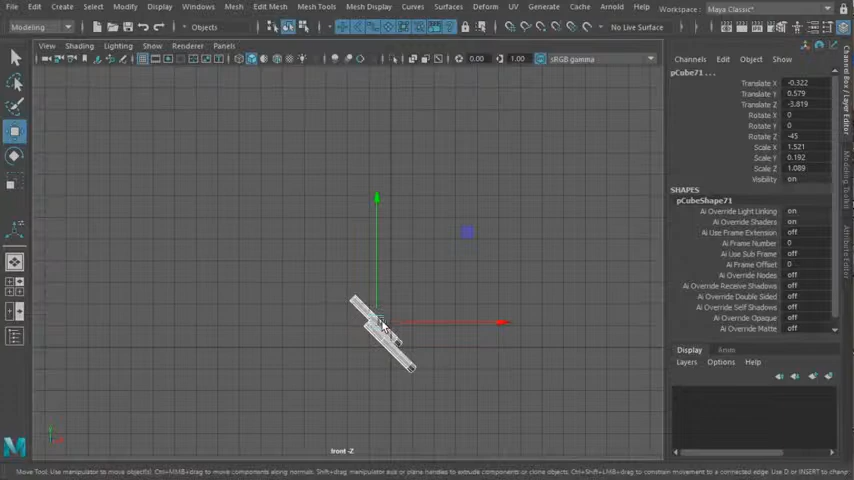 File Edit Create Select Modify Display Windows Mesh Edit Mesh Mesh Tools Mesh Display Curves Surfaces Deform UV Generate Cache Arnold Help Workspace : Maya Classic*
Modeling Objects No Live Surface
View Shading Lighting Show Renderer Panels
0.00 1.00 sRGB gamma
Channels Edit Object Show
pCube71 . . .
Translate X -0.322
Translate Y 0.579
Translate Z -3.819
Rotate X 0
Rotate Y 0
Rotate Z -45
Scale X 1.521
Scale Y 0.192
Scale Z 1.089
Visibility on
SHAPES
pCubeShape71
Ai Override Light Linking on
Ai Override Shaders on
Ai Use Frame Extension off
Ai Frame Number 0
Ai Use Sub Frame off
Ai Frame Offset 0
Ai Override Nodes off
Ai Override Receive Shadows off
Ai Override Double Sided off
Ai Override Self Shadows off
Ai Override Opaque off
Ai Override Matte off
Display Anim
Layers Options Help
Channel Box / Layer Editor
Modeling Toolkit
Attribute Editor
front -Z
Move Tool: Use manipulator to move object(s). Ctrl+MMB+drag to move components along normals. Shift+drag manipulator axis or plane handles to extrude components or clone objects. Ctrl+Shift+LMB+drag to constrain movement to a connected edge. Use D or INSERT to change